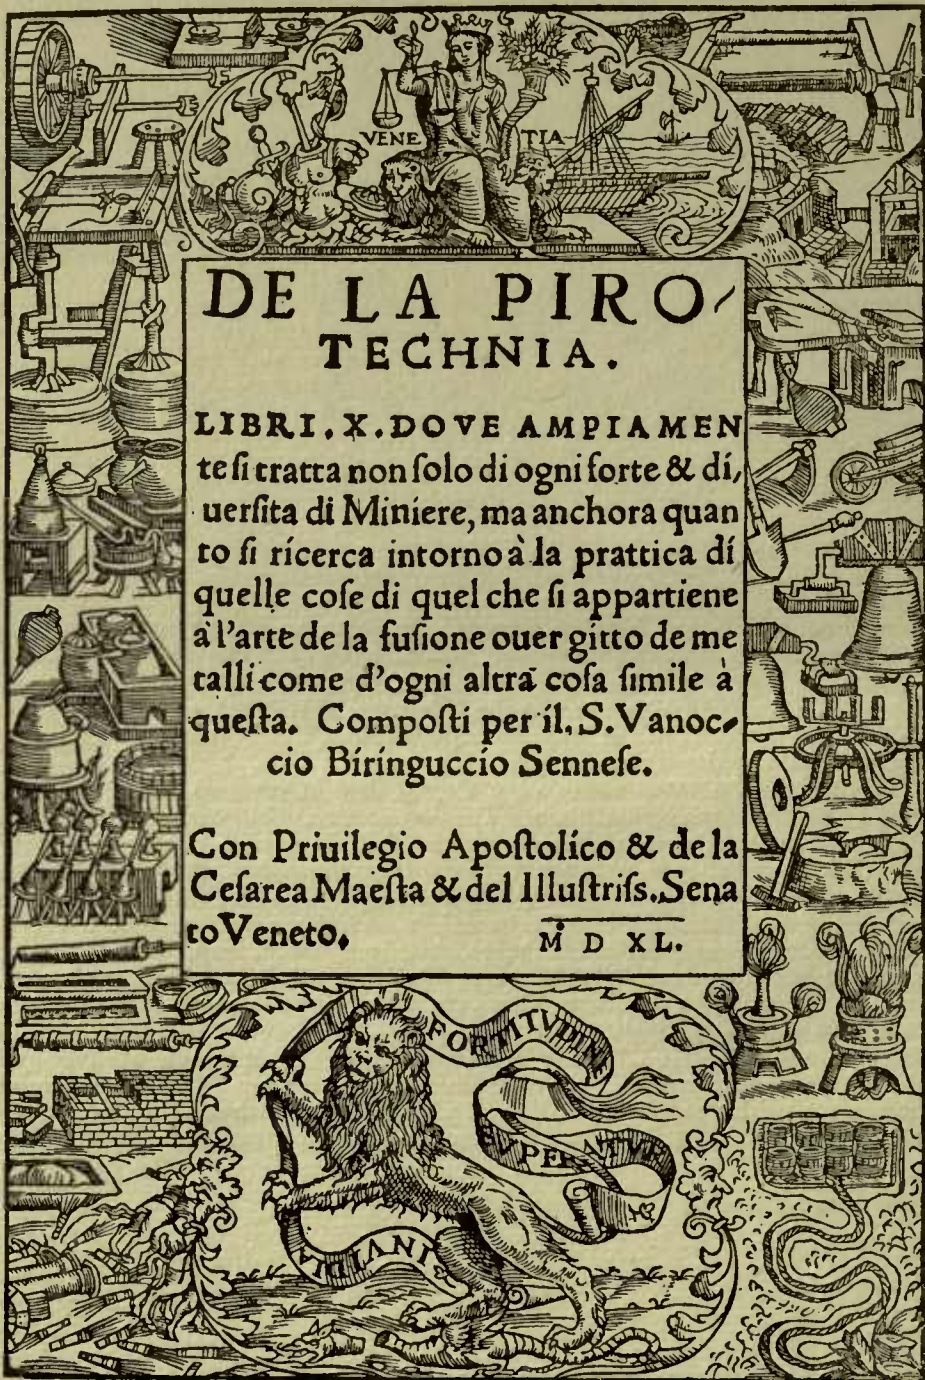 VENE TIA
DE LA PIRO-
TECHNIA.
LIBRI.X.DOVE AMPIAMEN
te ſi tratta non ſolo di ogni ſorte & di-
uerſita di Miniere, ma anchora quan
to ſi ricerca intorno à la prattica di
quelle coſe di quel che ſi appartiene
à l'arte de la fuſione ouer gitto de me
talli come d'ogni altra coſa ſimile à
queſta. Compoſti per il. S. Vanoc-
cio Biringuccio Senneſe.
Con Priuilegio Apoſtolico & de la
Ceſarea Maeſta & del Illuſtriſs. Sena
to Veneto.
M D XL.
FORTITVDINE
INVIDIA